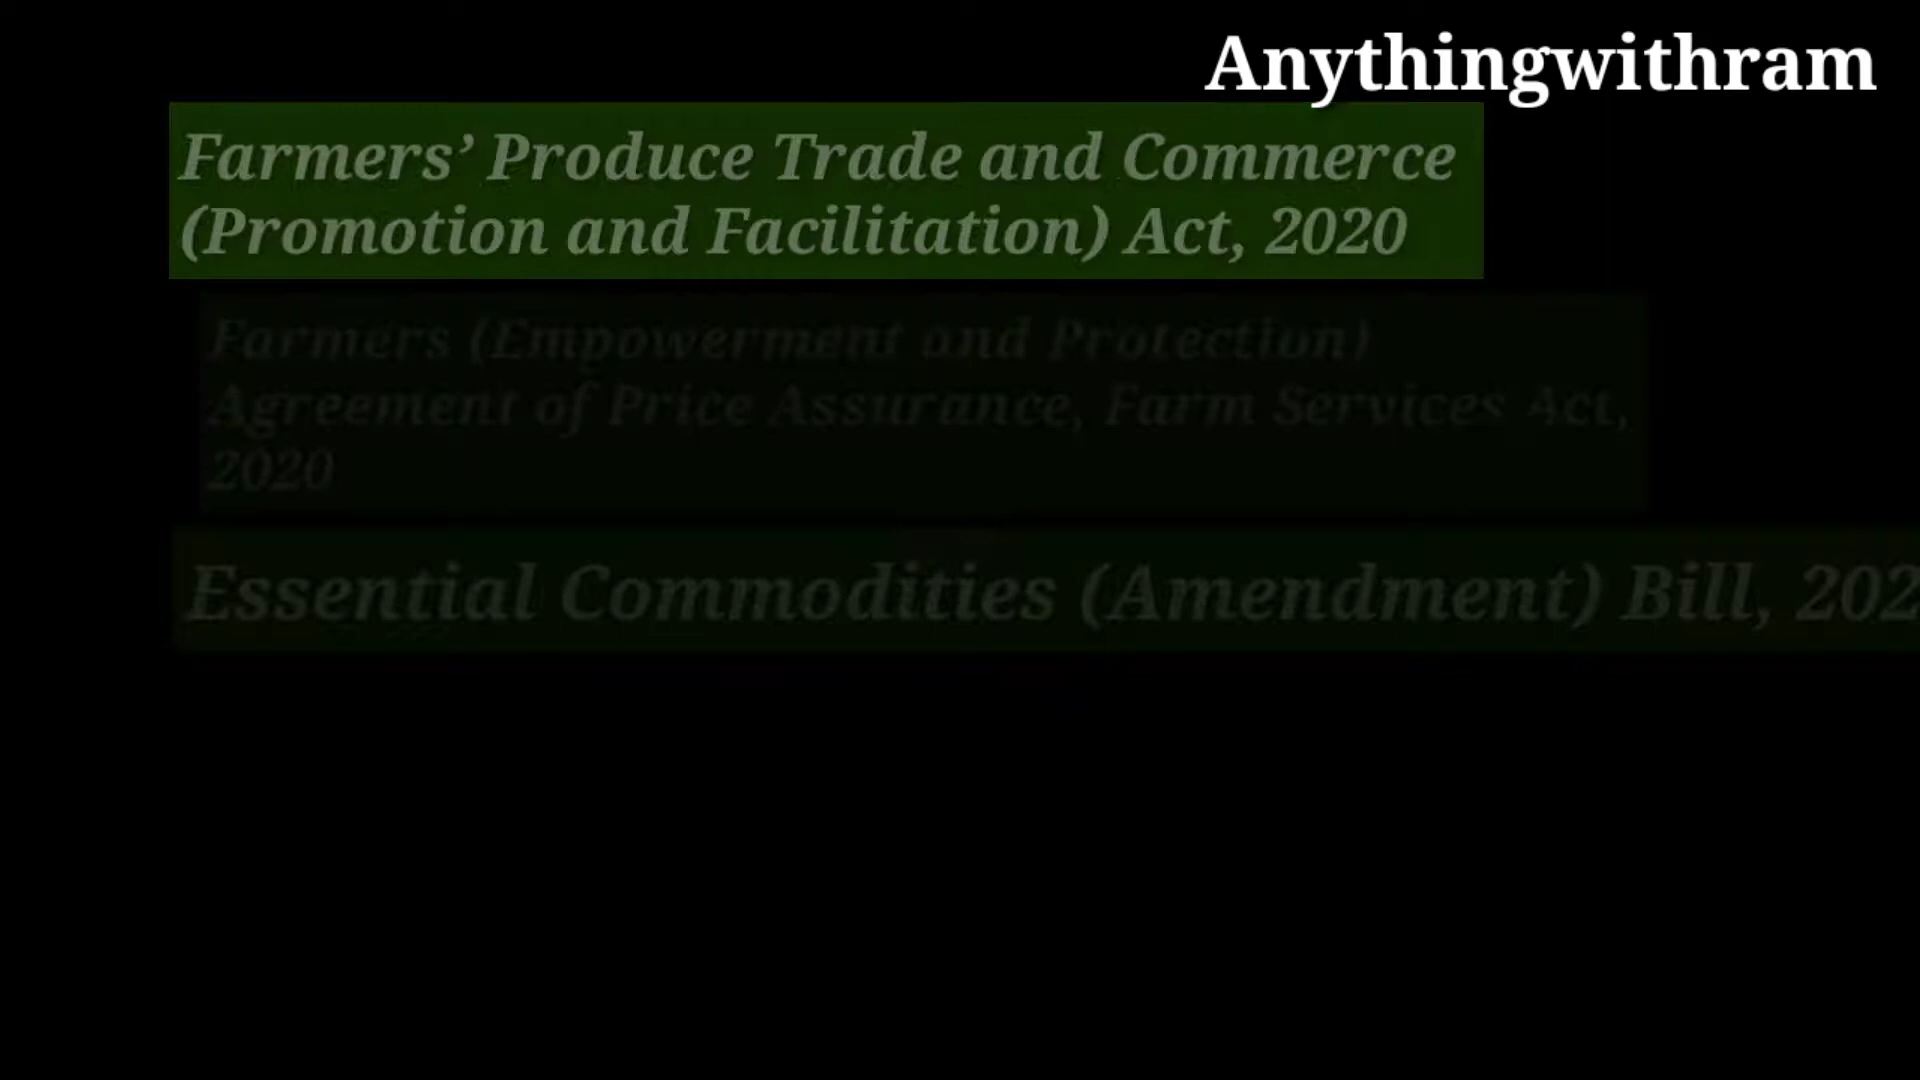 Anythingwithram
Farmers’ Produce Trade and Commerce
(Promotion and Facilitation) Act, 2020
Farmers (Empowerment and Protection)
Agreement of Price Assurance, Farm Services Act,
2020
Essential Commodities (Amendment) Bill, 202